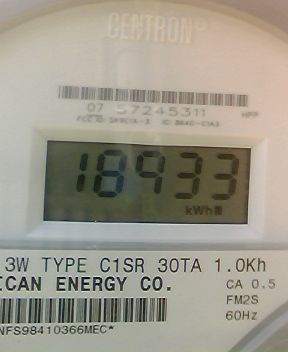 CENTRON®
07 57245311 HPP
18933
kWh
3W TYPE C1SR 30TA 1.0Kh
ICAN ENERGY CO. CA 0.5
FM2S
NFS98410366MEC* 60Hz